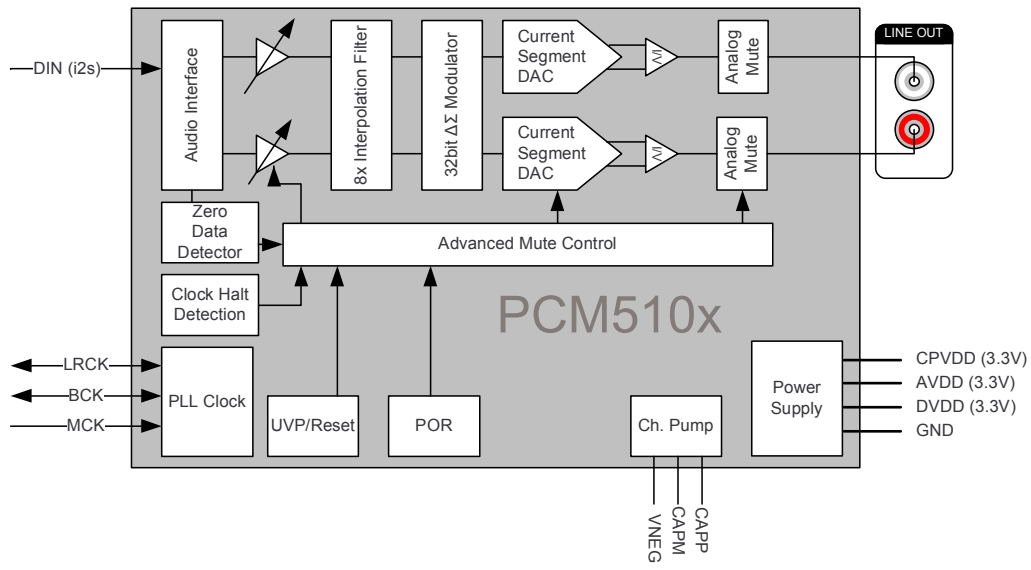 LINE OUT
DIN (i2s)
Audio Interface
8x Interpolation Filter
32bit ΔΣ Modulator
Current
Segment
DAC
I/V
Analog
Mute
Current
Segment
DAC
I/V
Analog
Mute
Zero
Data
Detector
Advanced Mute Control
Clock Halt
Detection
PCM510x
LRCK
BCK
MCK
PLL Clock
UVP/Reset
POR
Ch. Pump
Power
Supply
CPVDD (3.3V)
AVDD (3.3V)
DVDD (3.3V)
GND
VNEG
CAPM
CAPP